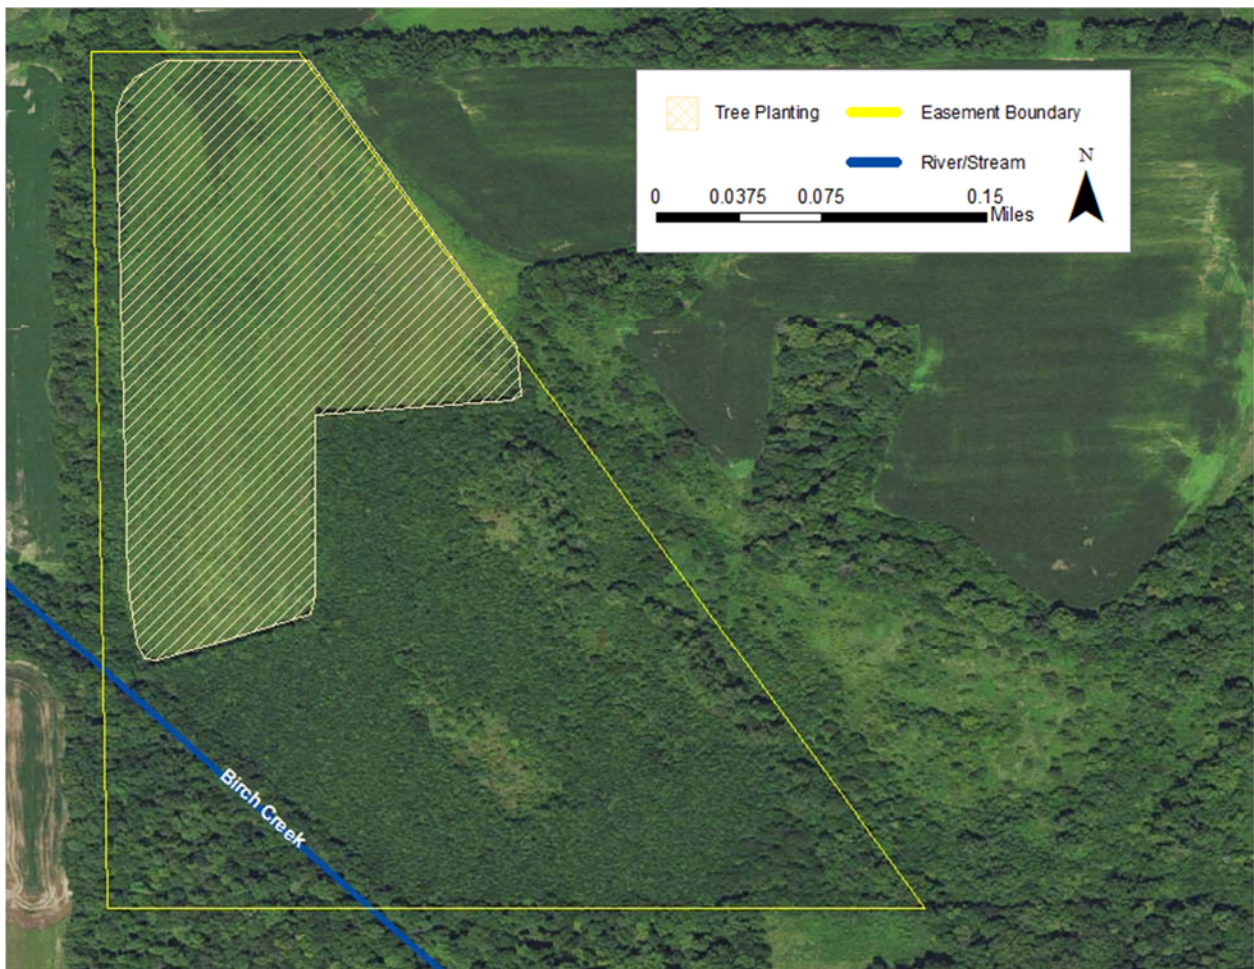 Tree Planting
Easement Boundary
River/Stream
N
0 0.0375 0.075 0.15
Miles
Birch Creek